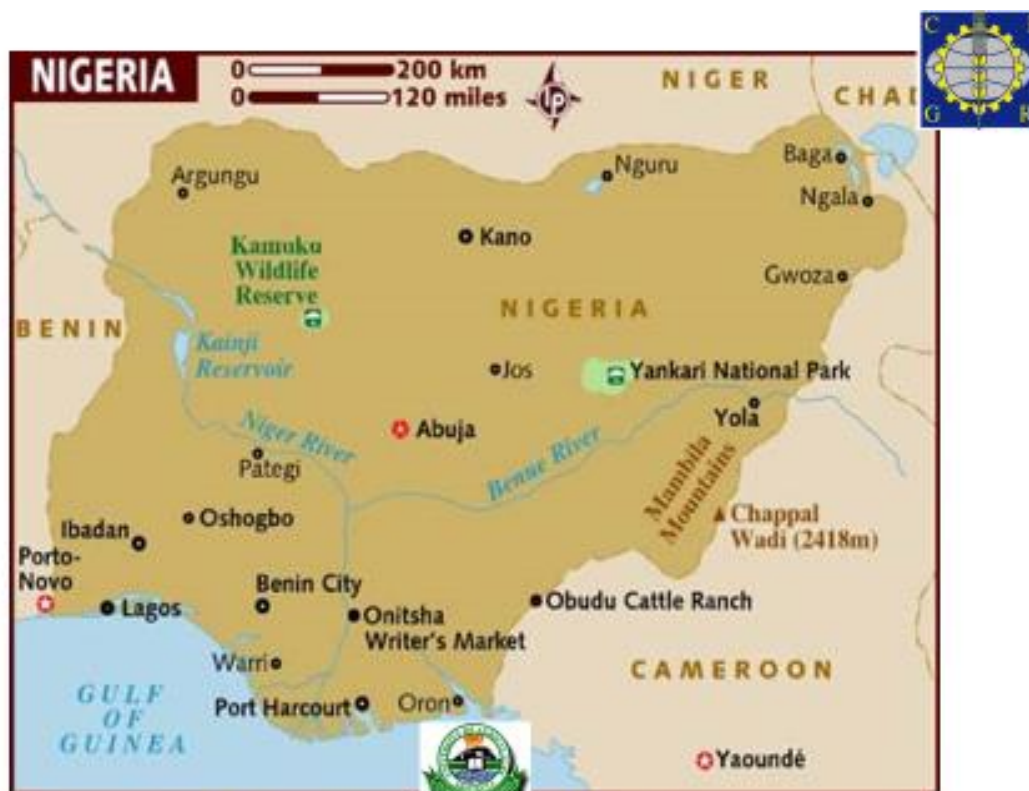 NIGERIA
0 200 km
0 120 miles
lp
NIGER
C
CHAD
G R
Argungu
Nguru
Baga
Ngala
Kano
Kamuku
Wildlife
Reserve
Gwoza
NIGERIA
BENIN
Kainji
Reservoir
Jos
Yankari National Park
Yola
Niger River
Abuja
Benue River
Pategi
Mambila
Mountains
Oshogbo
Ibadan
Chappal
Wadi (2418m)
Porto-
Novo
Lagos
Benin City
Onitsha
Writer's Market
Obudu Cattle Ranch
Warri
CAMEROON
GULF
OF
GUINEA
Port Harcourt
Oron
Yaoundé